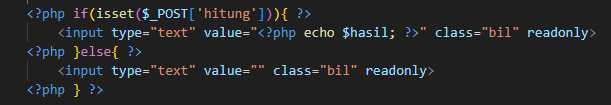 <?php if(isset($_POST['hitung'])){ ?>
<input type="text" value="<?php echo $hasil; ?>" class="bil" readonly>
<?php }else{ ?>
<input type="text" value="" class="bil" readonly>
<?php } ?>